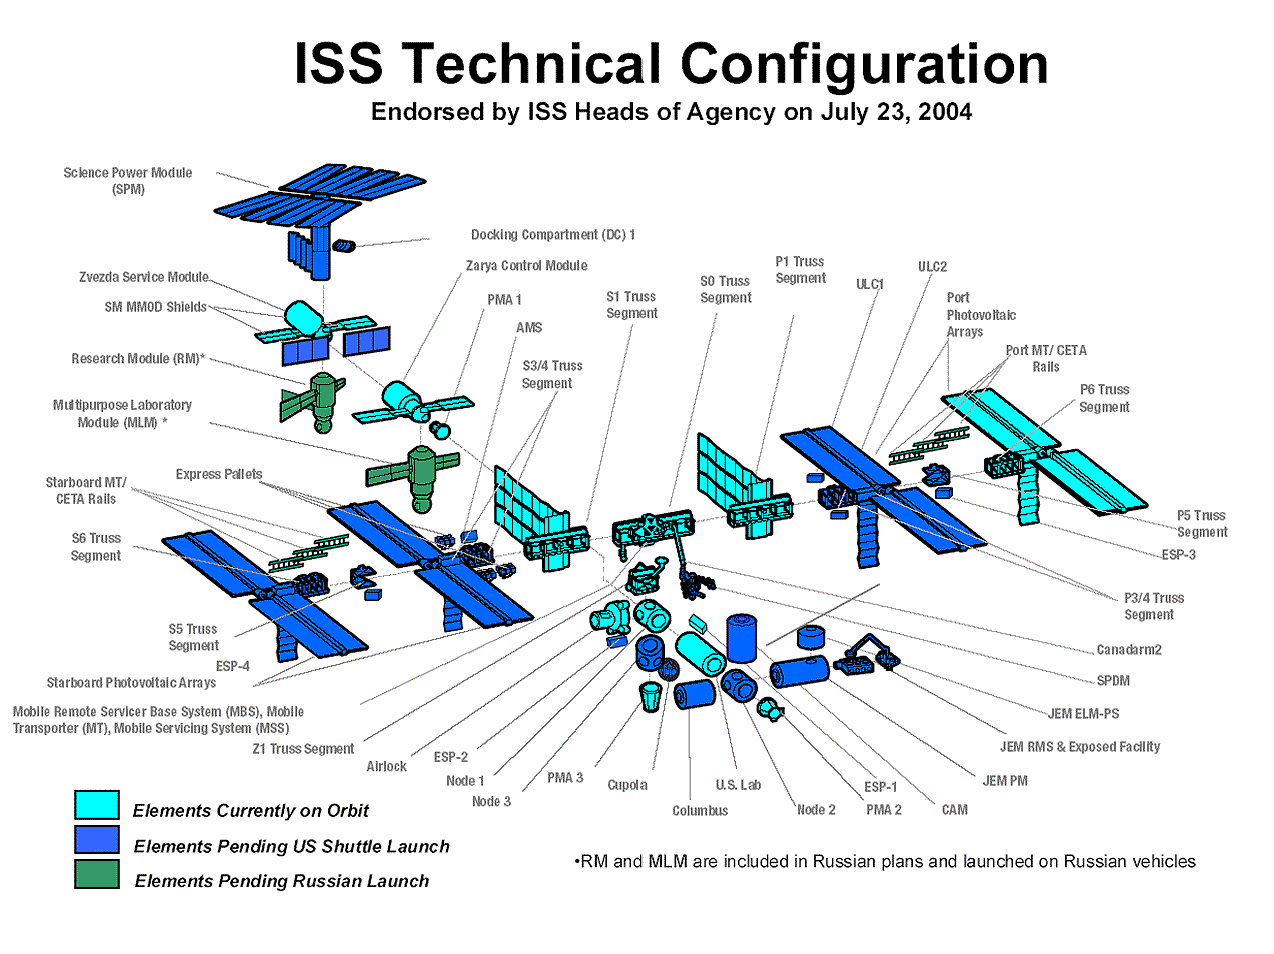 ISS Technical Configuration
Endorsed by ISS Heads of Agency on July 23, 2004
Science Power Module
(SPM)
Docking Compartment (DC) 1
Zvezda Service Module
SM MMOD Shields
Zarya Control Module
PMA 1
AMS
Research Module (RM)*
Multipurpose Laboratory
Module (MLM) *
S3/4 Truss
Segment
S1 Truss
Segment
S0 Truss
Segment
P1 Truss
Segment
ULC1
ULC2
Port
Photovoltaic
Arrays
Port MT/ CETA
Rails
P6 Truss
Segment
Starboard MT/
CETA Rails
Express Pallets
S6 Truss
Segment
P5 Truss
Segment
ESP-3
P3/4 Truss
Segment
S5 Truss
Segment
ESP-4
Starboard Photovoltaic Arrays
Canadarm2
SPDM
Mobile Remote Servicer Base System (MBS), Mobile
Transporter (MT), Mobile Servicing System (MSS)
JEM ELM-PS
Z1 Truss Segment
JEM RMS & Exposed Facility
Airlock
ESP-2
Node 1
Node 3
PMA 3
Cupola
Columbus
U.S. Lab
Node 2
ESP-1
PMA 2
CAM
JEM PM
Elements Currently on Orbit
Elements Pending US Shuttle Launch
Elements Pending Russian Launch
•RM and MLM are included in Russian plans and launched on Russian vehicles